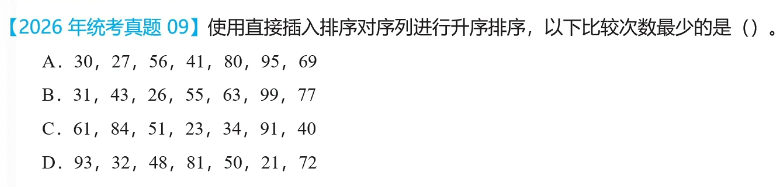 【2026 年统考真题 09】使用直接插入排序对序列进行升序排序，以下比较次数最少的是（）。
A．30，27，56，41，80，95，69
B．31，43，26，55，63，99，77
C．61，84，51，23，34，91，40
D．93，32，48，81，50，21，72